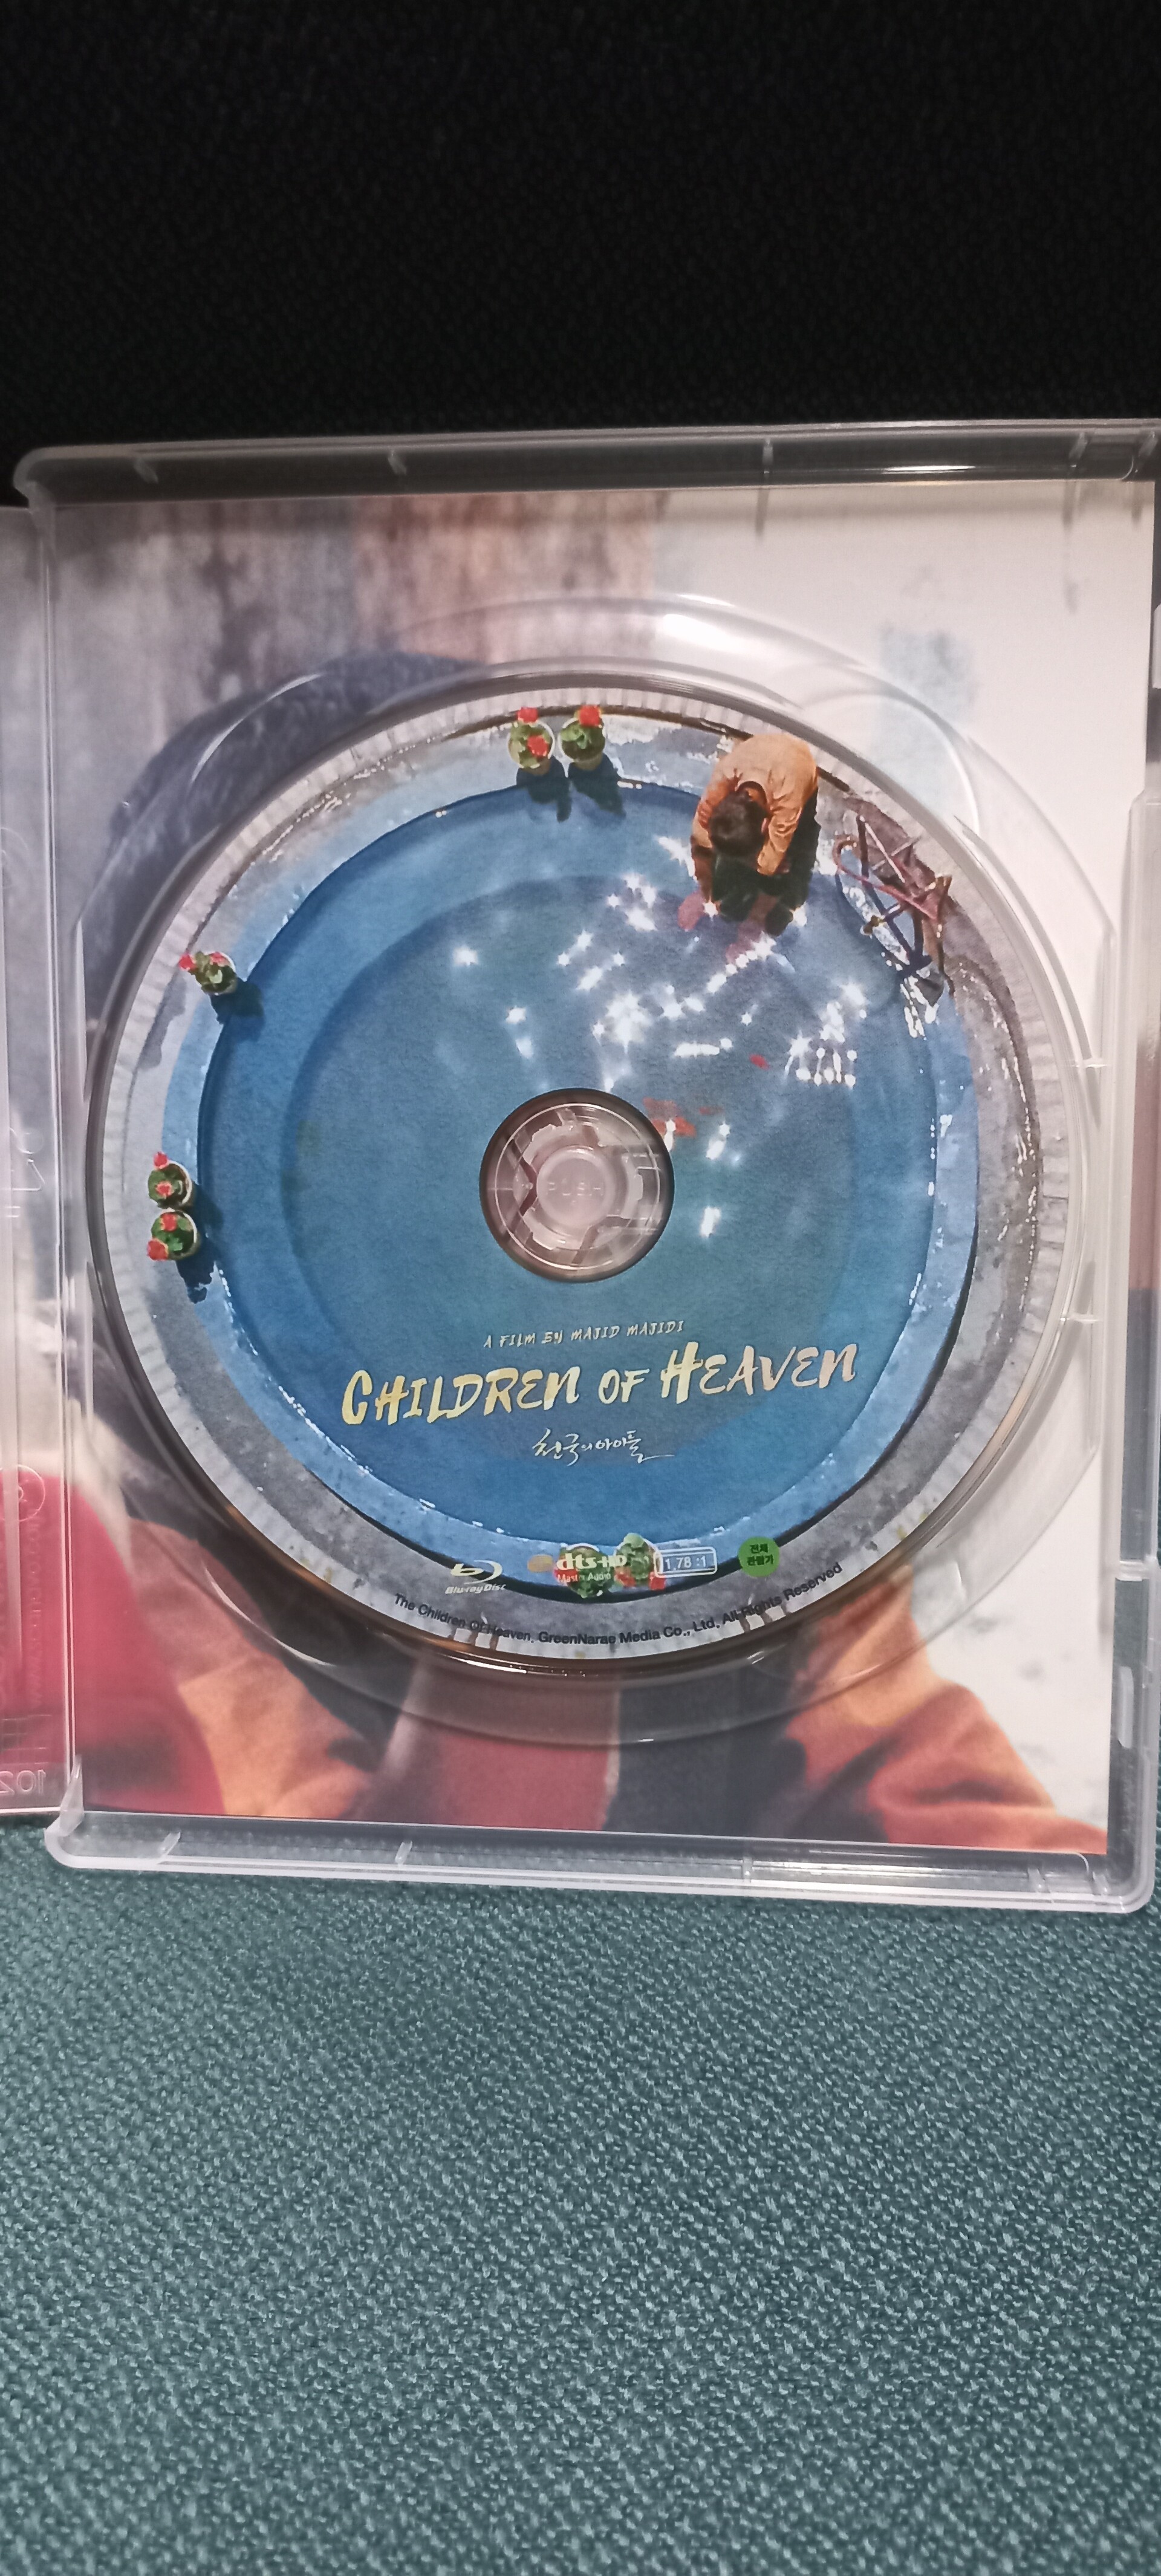 PUSH
A FILM BY MAJID MAJIDI
CHILDREN OF HEAVEN
천국의 아이들
Blu-ray Disc
dts-HD
Master Audio
1.78 :1
전체
관람가
The Children Of Heaven, GreenNarae Media Co., Ltd. All Rights Reserved